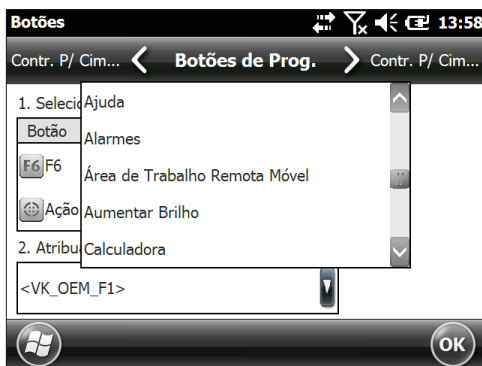 Botões 13:58
Contr. P/ Cim... Botões de Prog. Contr. P/ Cim...
1. Selecio
Ajuda
Botão
Alarmes
F6 F6
Área de Trabalho Remota Móvel
Ação
Aumentar Brilho
2. Atribu
Calculadora
<VK_OEM_F1>
OK